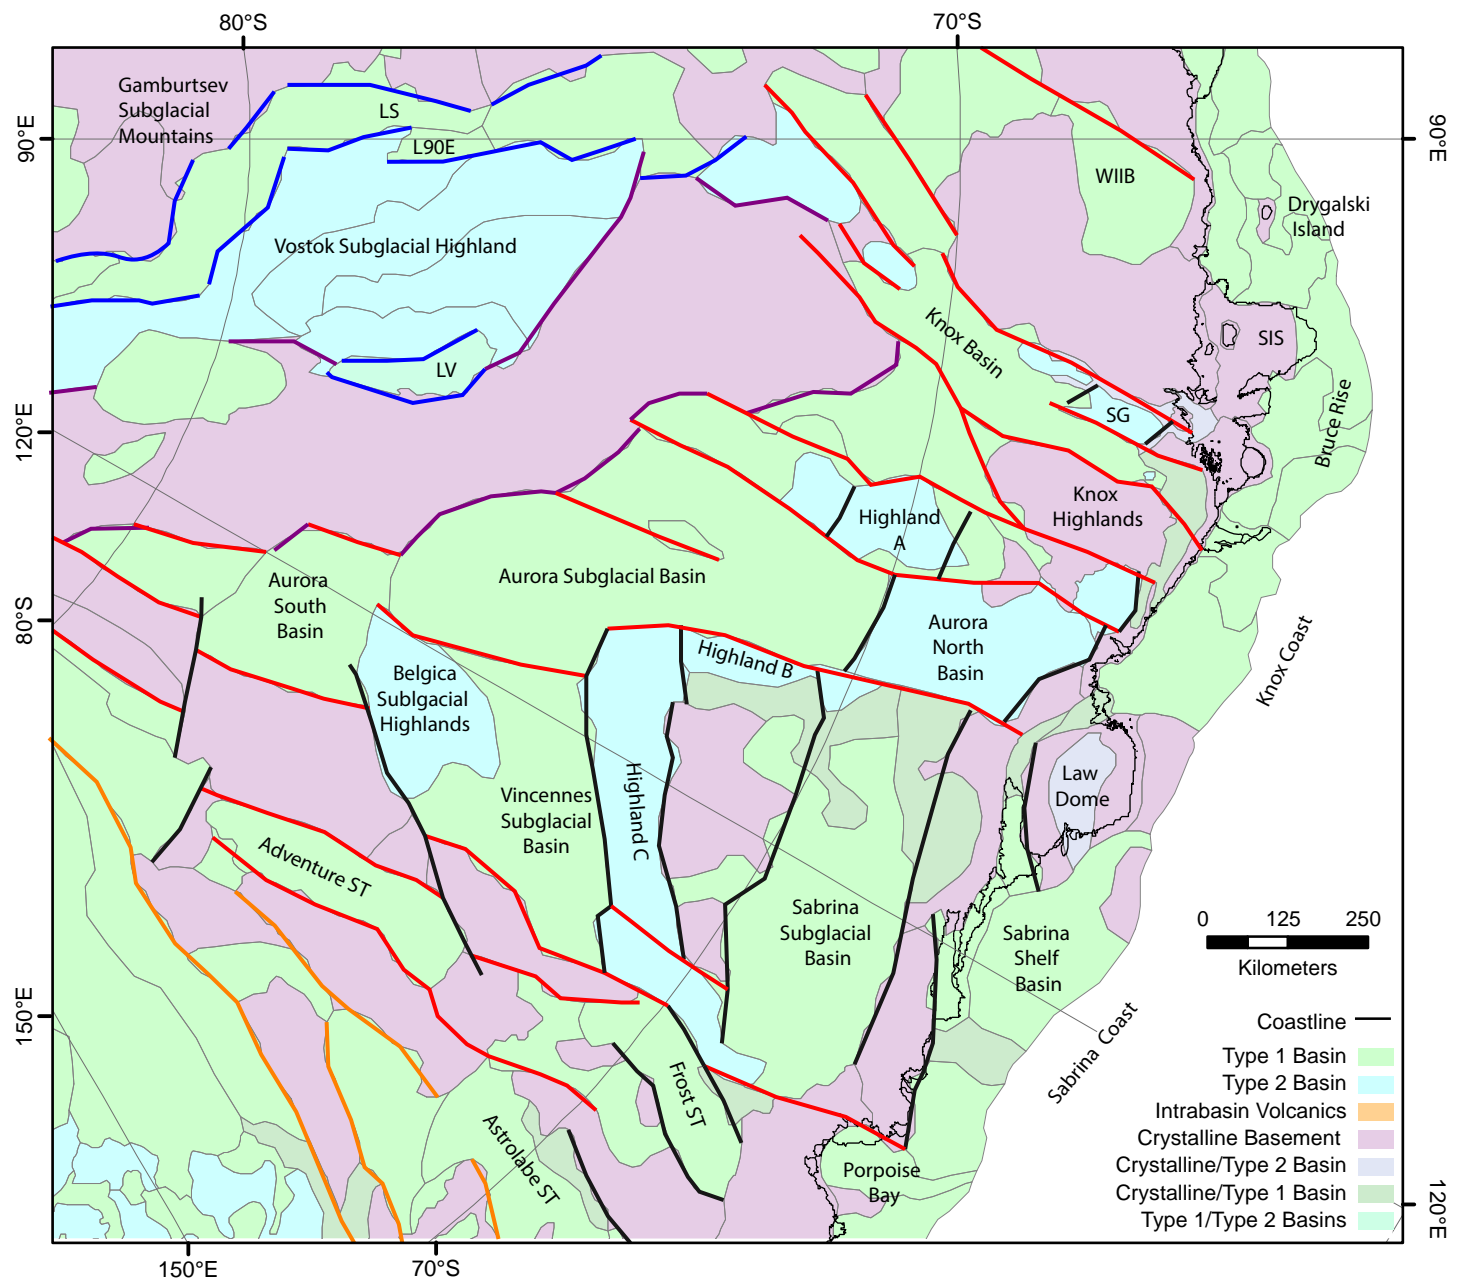 80°S
70°S
Gamburtsev
Subglacial
Mountains
LS
90°E
90°E
L90E
WIIB
Drygalski
Island
Vostok Subglacial Highland
Knox Basin
SIS
LV
Bruce Rise
SG
120°E
Knox
Highlands
Highland
A
Aurora Subglacial Basin
Aurora
South
Basin
80°S
Aurora
North
Basin
Highland B
Knox Coast
Belgica
Sublgacial
Highlands
Highland C
Law
Dome
Vincennes
Subglacial
Basin
Adventure ST
Sabrina
Subglacial
Basin
Sabrina
Shelf
Basin
0 125 250
Kilometers
150°E
Sabrina Coast
Frost ST
Astrolabe ST
Porpoise
Bay
Coastline
Type 1 Basin
Type 2 Basin
Intrabasin Volcanics
Crystalline Basement
Crystalline/Type 2 Basin
Crystalline/Type 1 Basin
Type 1/Type 2 Basins
120°E
150°E
70°S